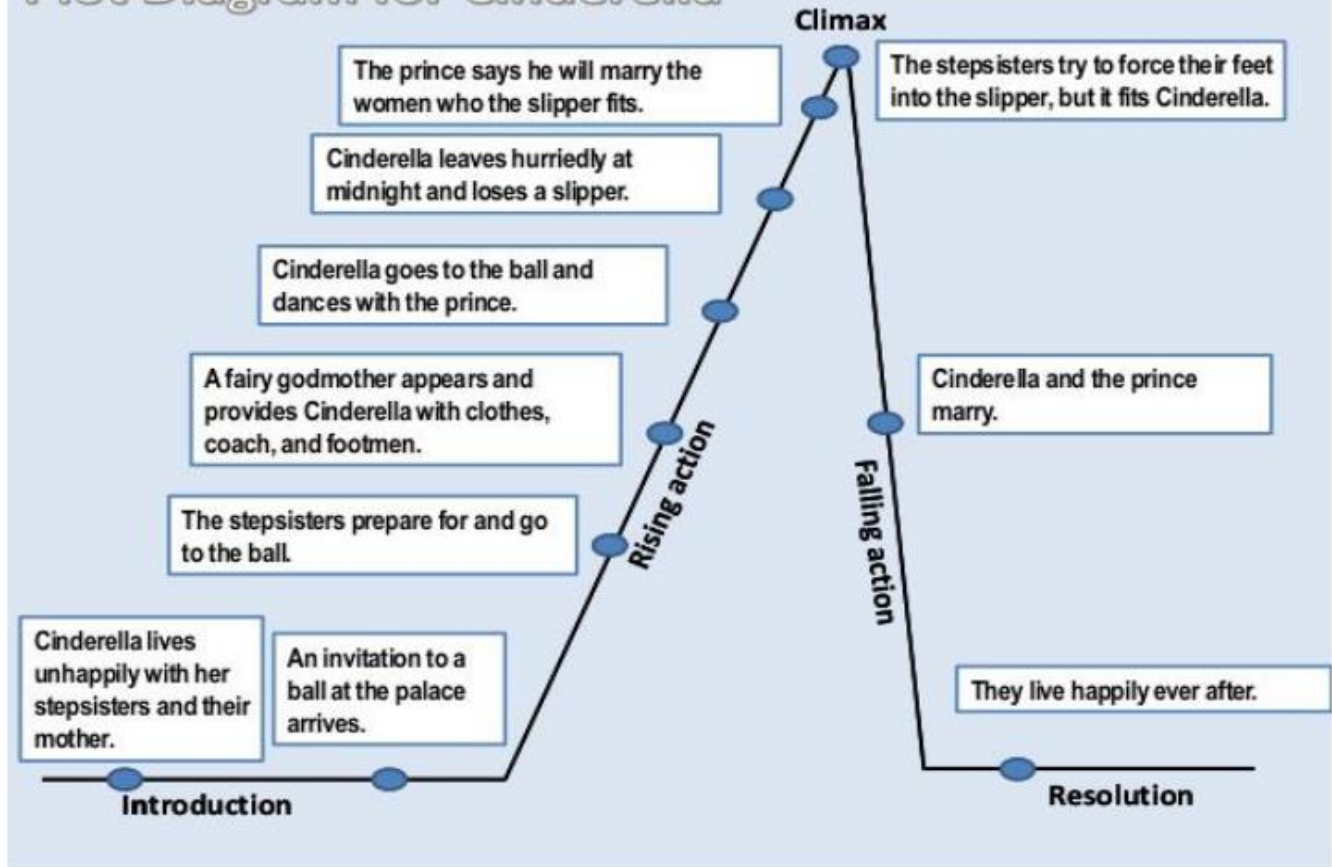 Plot Diagram for Cinderella
Climax
The prince says he will marry the
women who the slipper fits.
The stepsisters try to force their feet
into the slipper, but it fits Cinderella.
Cinderella leaves hurriedly at
midnight and loses a slipper.
Cinderella goes to the ball and
dances with the prince.
A fairy godmother appears and
provides Cinderella with clothes,
coach, and footmen.
Cinderella and the prince
marry.
Rising action
Falling action
The stepsisters prepare for and go
to the ball.
Cinderella lives
unhappily with her
stepsisters and their
mother.
An invitation to a
ball at the palace
arrives.
They live happily ever after.
Introduction
Resolution